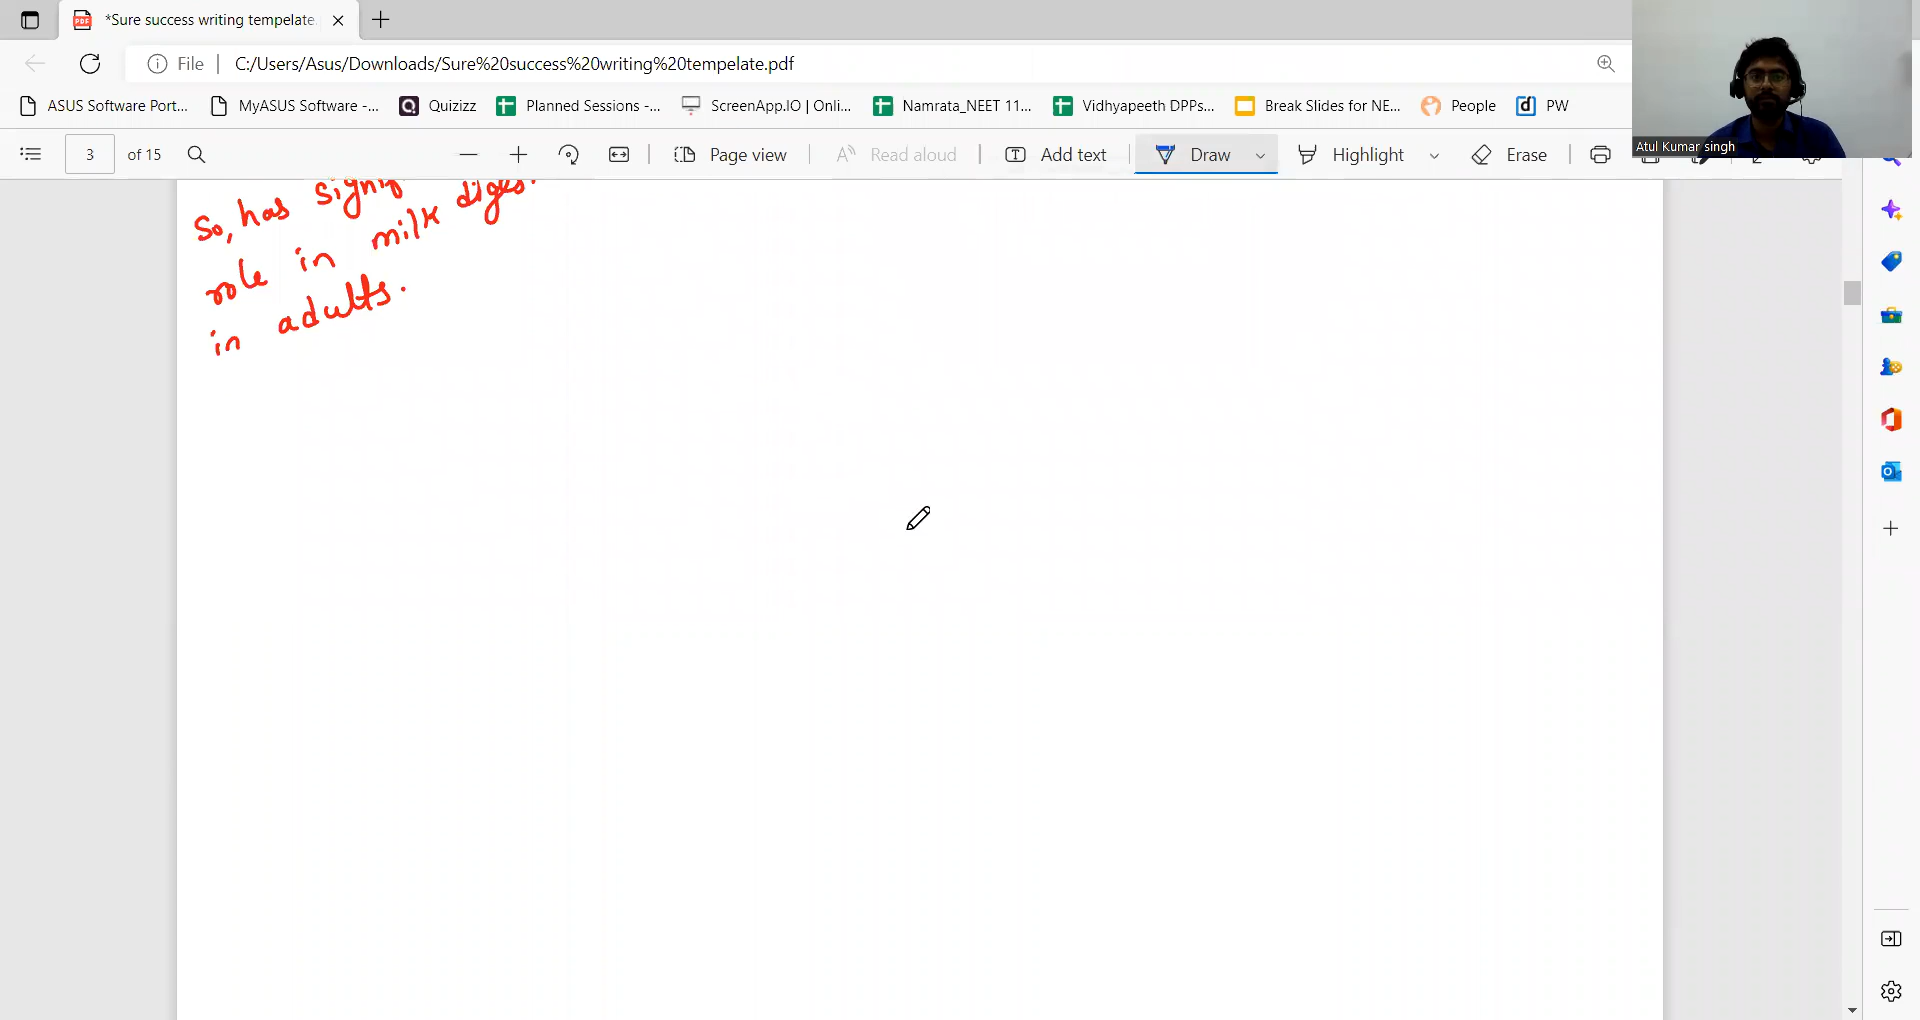 *Sure success writing tempelate
File
C:/Users/Asus/Downloads/Sure%20success%20writing%20tempelate.pdf
ASUS Software Port... MyASUS Software -... Quizizz Planned Sessions -... ScreenApp.IO | Onli... Namrata_NEET 11... Vidhyapeeth DPPs... Break Slides for NE... People PW
3 of 15 Page view Read aloud Add text Draw Highlight Erase
Atul Kumar singh
So, has
role in milk
in adults.